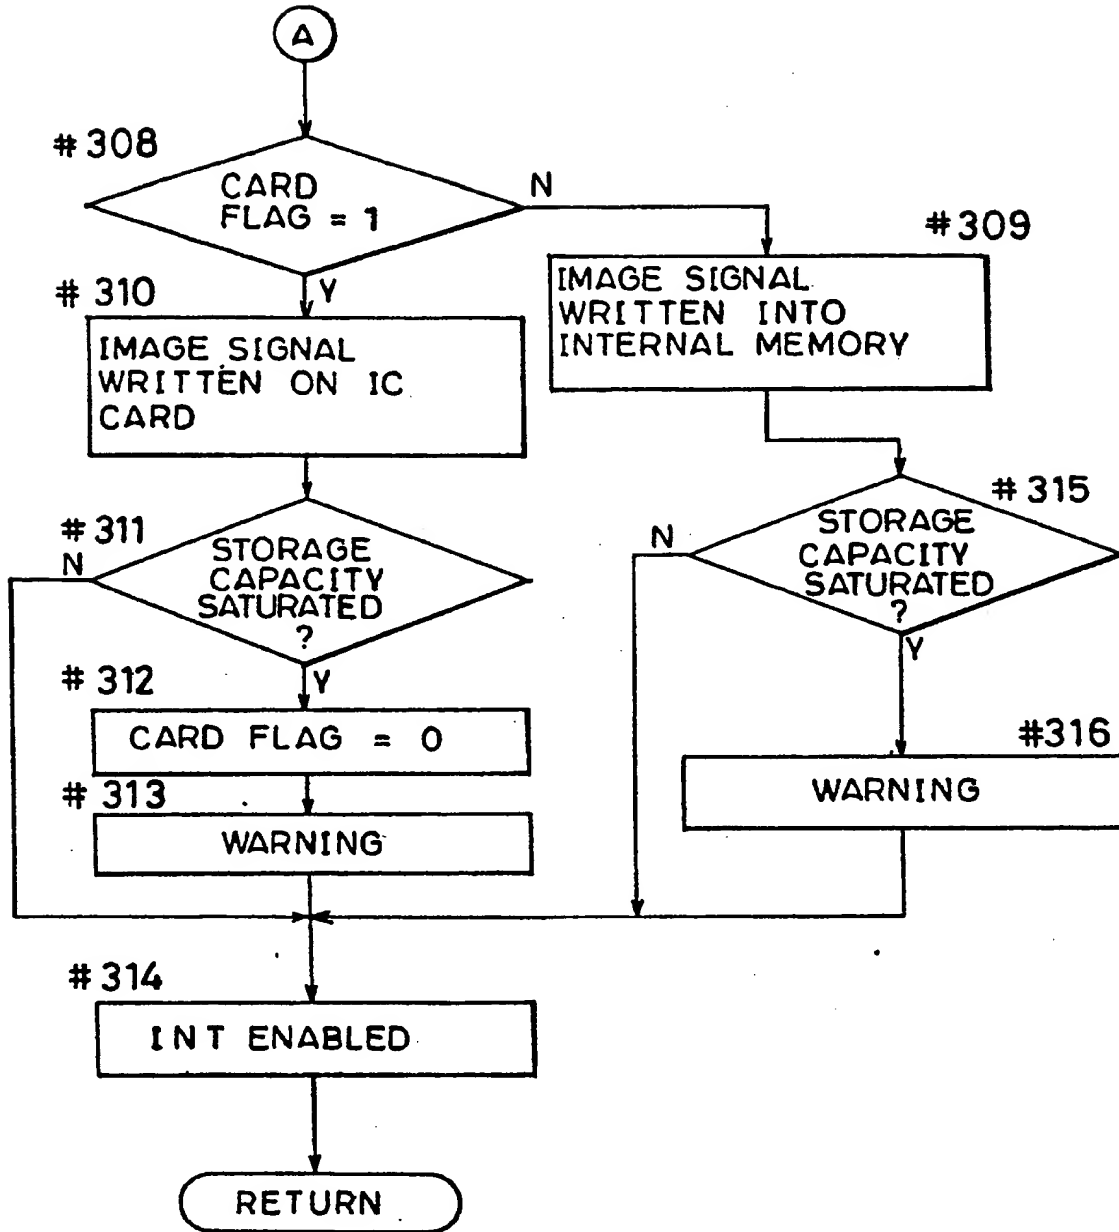 A
#308
CARD
FLAG = 1
N
Y
#309
IMAGE SIGNAL
WRITTEN INTO
INTERNAL MEMORY
#310
IMAGE SIGNAL
WRITTEN ON IC
CARD
#311
N
STORAGE
CAPACITY
SATURATED
?
Y
#315
N
STORAGE
CAPACITY
SATURATED
?
Y
#312
CARD FLAG = 0
#313
WARNING
#316
WARNING
#314
INT ENABLED
RETURN